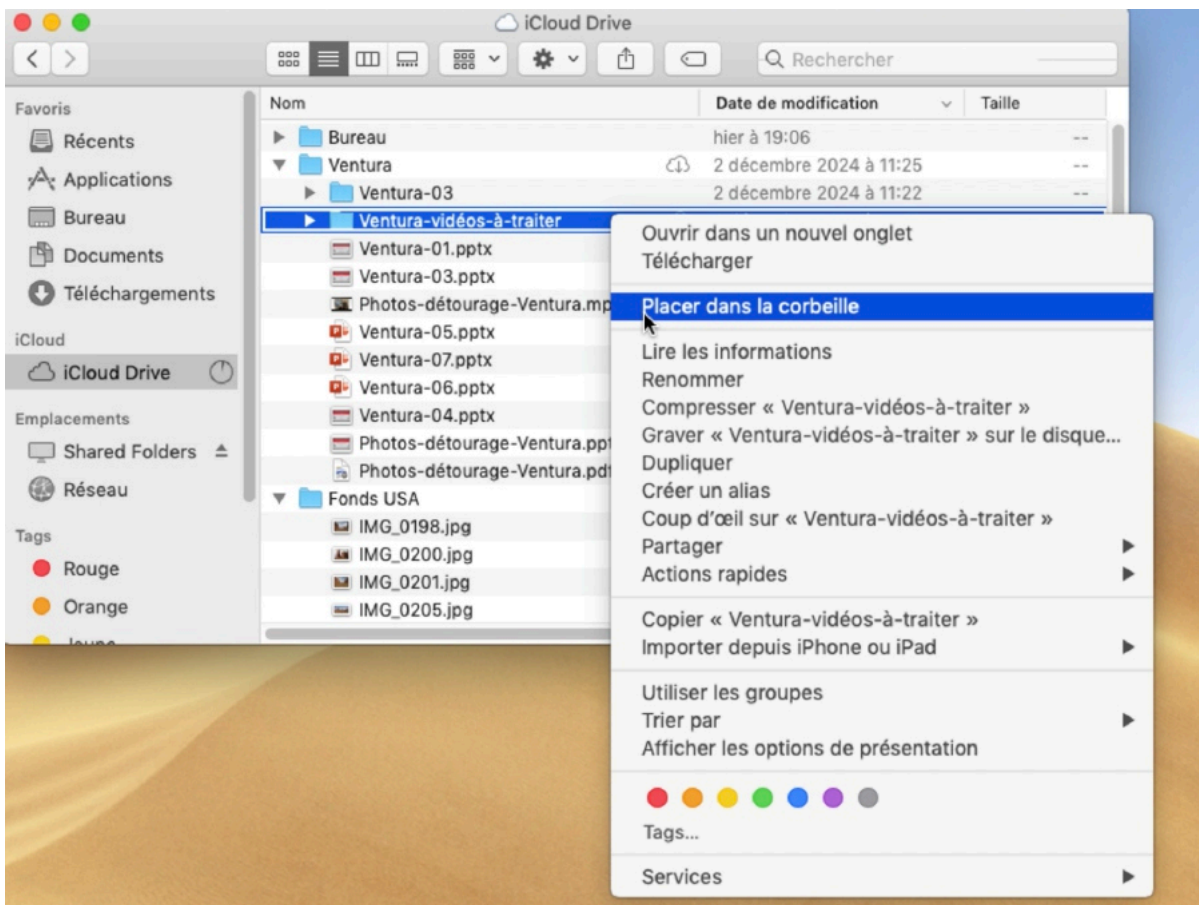 iCloud Drive
Rechercher
Favoris
Récents
Applications
Bureau
Documents
Téléchargements
iCloud
iCloud Drive
Emplacements
Shared Folders
Réseau
Tags
Rouge
Orange
Jaune
Nom Date de modification Taille
Bureau hier à 19:06 --
Ventura 2 décembre 2024 à 11:25 --
Ventura-03 2 décembre 2024 à 11:22 --
Ventura-vidéos-à-traiter
Ventura-01.pptx
Ventura-03.pptx
Photos-détourage-Ventura.mp
Ventura-05.pptx
Ventura-07.pptx
Ventura-06.pptx
Ventura-04.pptx
Photos-détourage-Ventura.ppt
Photos-détourage-Ventura.pdf
Fonds USA
IMG_0198.jpg
IMG_0200.jpg
IMG_0201.jpg
IMG_0205.jpg
Ouvrir dans un nouvel onglet
Télécharger
Placer dans la corbeille
Lire les informations
Renommer
Compresser « Ventura-vidéos-à-traiter »
Graver « Ventura-vidéos-à-traiter » sur le disque...
Dupliquer
Créer un alias
Coup d’œil sur « Ventura-vidéos-à-traiter »
Partager
Actions rapides
Copier « Ventura-vidéos-à-traiter »
Importer depuis iPhone ou iPad
Utiliser les groupes
Trier par
Afficher les options de présentation
Tags...
Services